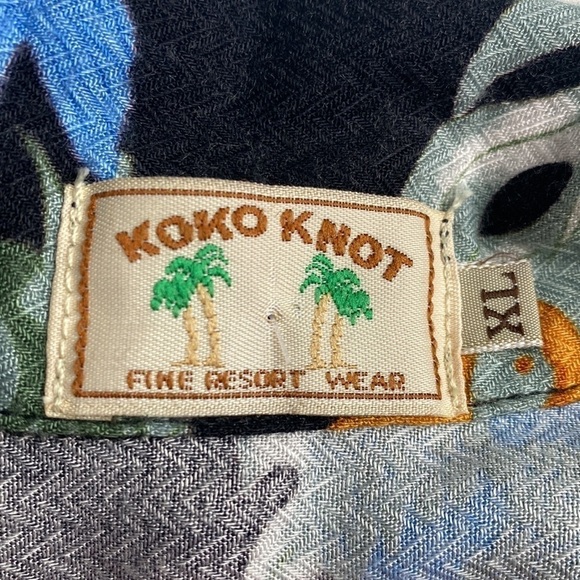 KOKO KNOT
FINE RESORT WEAR
XL